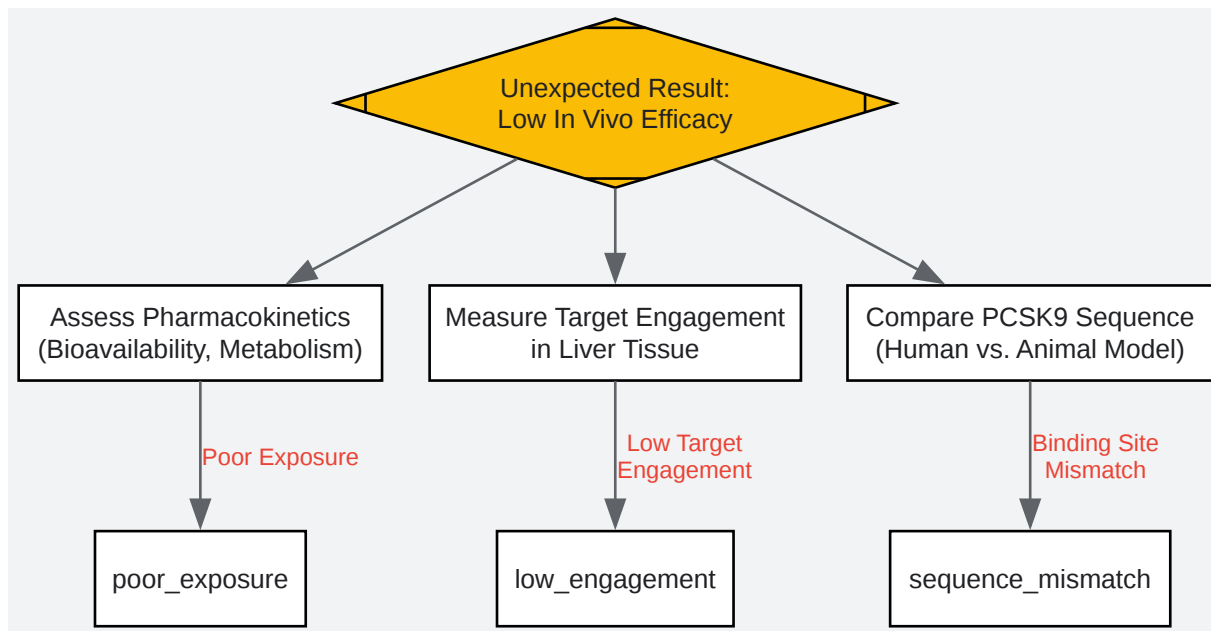 Unexpected Result:
Low In Vivo Efficacy
Assess Pharmacokinetics
(Bioavailability, Metabolism)
Measure Target Engagement
in Liver Tissue
Compare PCSK9 Sequence
(Human vs. Animal Model)
Poor Exposure
Low Target
Engagement
Binding Site
Mismatch
poor_exposure
low_engagement
sequence_mismatch